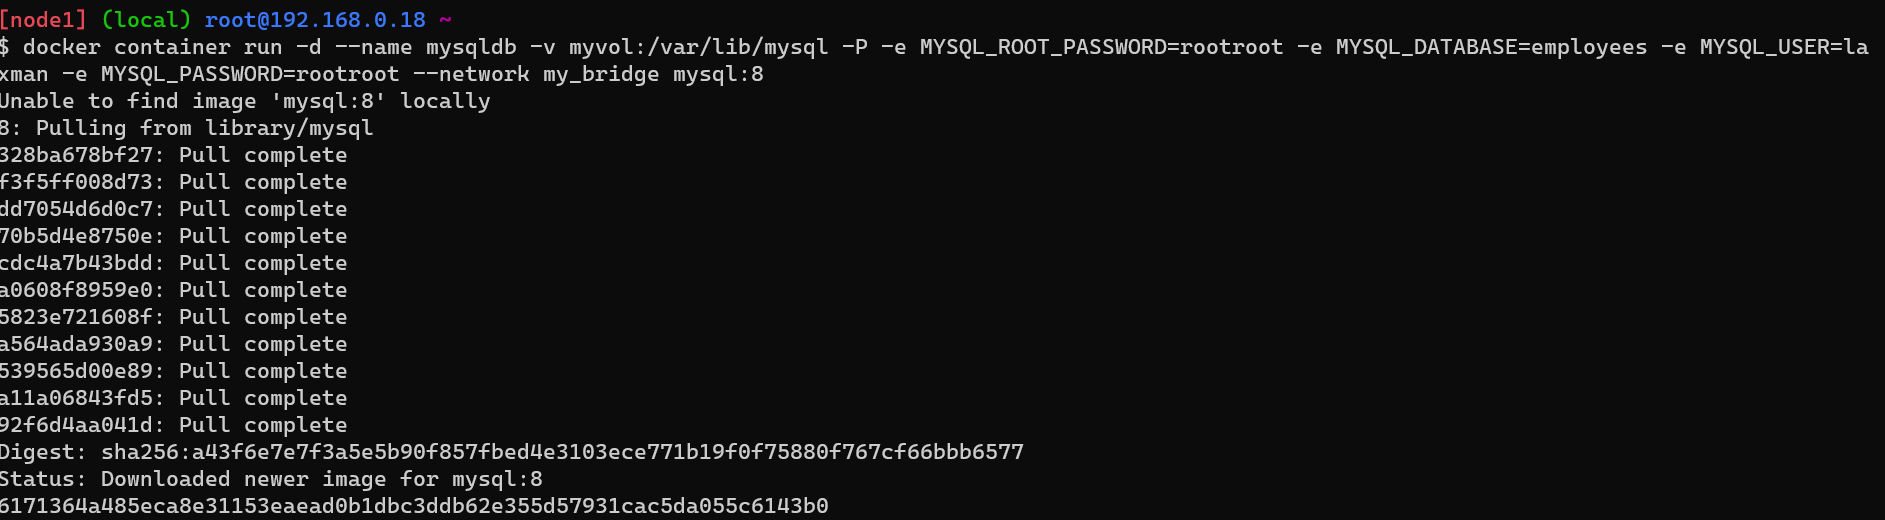 [node1] (local) root@192.168.0.18 ~
$ docker container run -d --name mysqldb -v myvol:/var/lib/mysql -P -e MYSQL_ROOT_PASSWORD=rootroot -e MYSQL_DATABASE=employees -e MYSQL_USER=la
xman -e MYSQL_PASSWORD=rootroot --network my_bridge mysql:8
Unable to find image 'mysql:8' locally
8: Pulling from library/mysql
328ba678bf27: Pull complete
f3f5ff008d73: Pull complete
dd7054d6d0c7: Pull complete
70b5d4e8750e: Pull complete
cdc4a7b43bdd: Pull complete
a0608f8959e0: Pull complete
5823e721608f: Pull complete
a564ada930a9: Pull complete
539565d00e89: Pull complete
a11a06843fd5: Pull complete
92f6d4aa041d: Pull complete
Digest: sha256:a43f6e7e7f3a5e5b90f857fbed4e3103ece771b19f0f75880f767cf66bbb6577
Status: Downloaded newer image for mysql:8
6171364a485eca8e31153eaead0b1dbc3ddb62e355d57931cac5da055c6143b0